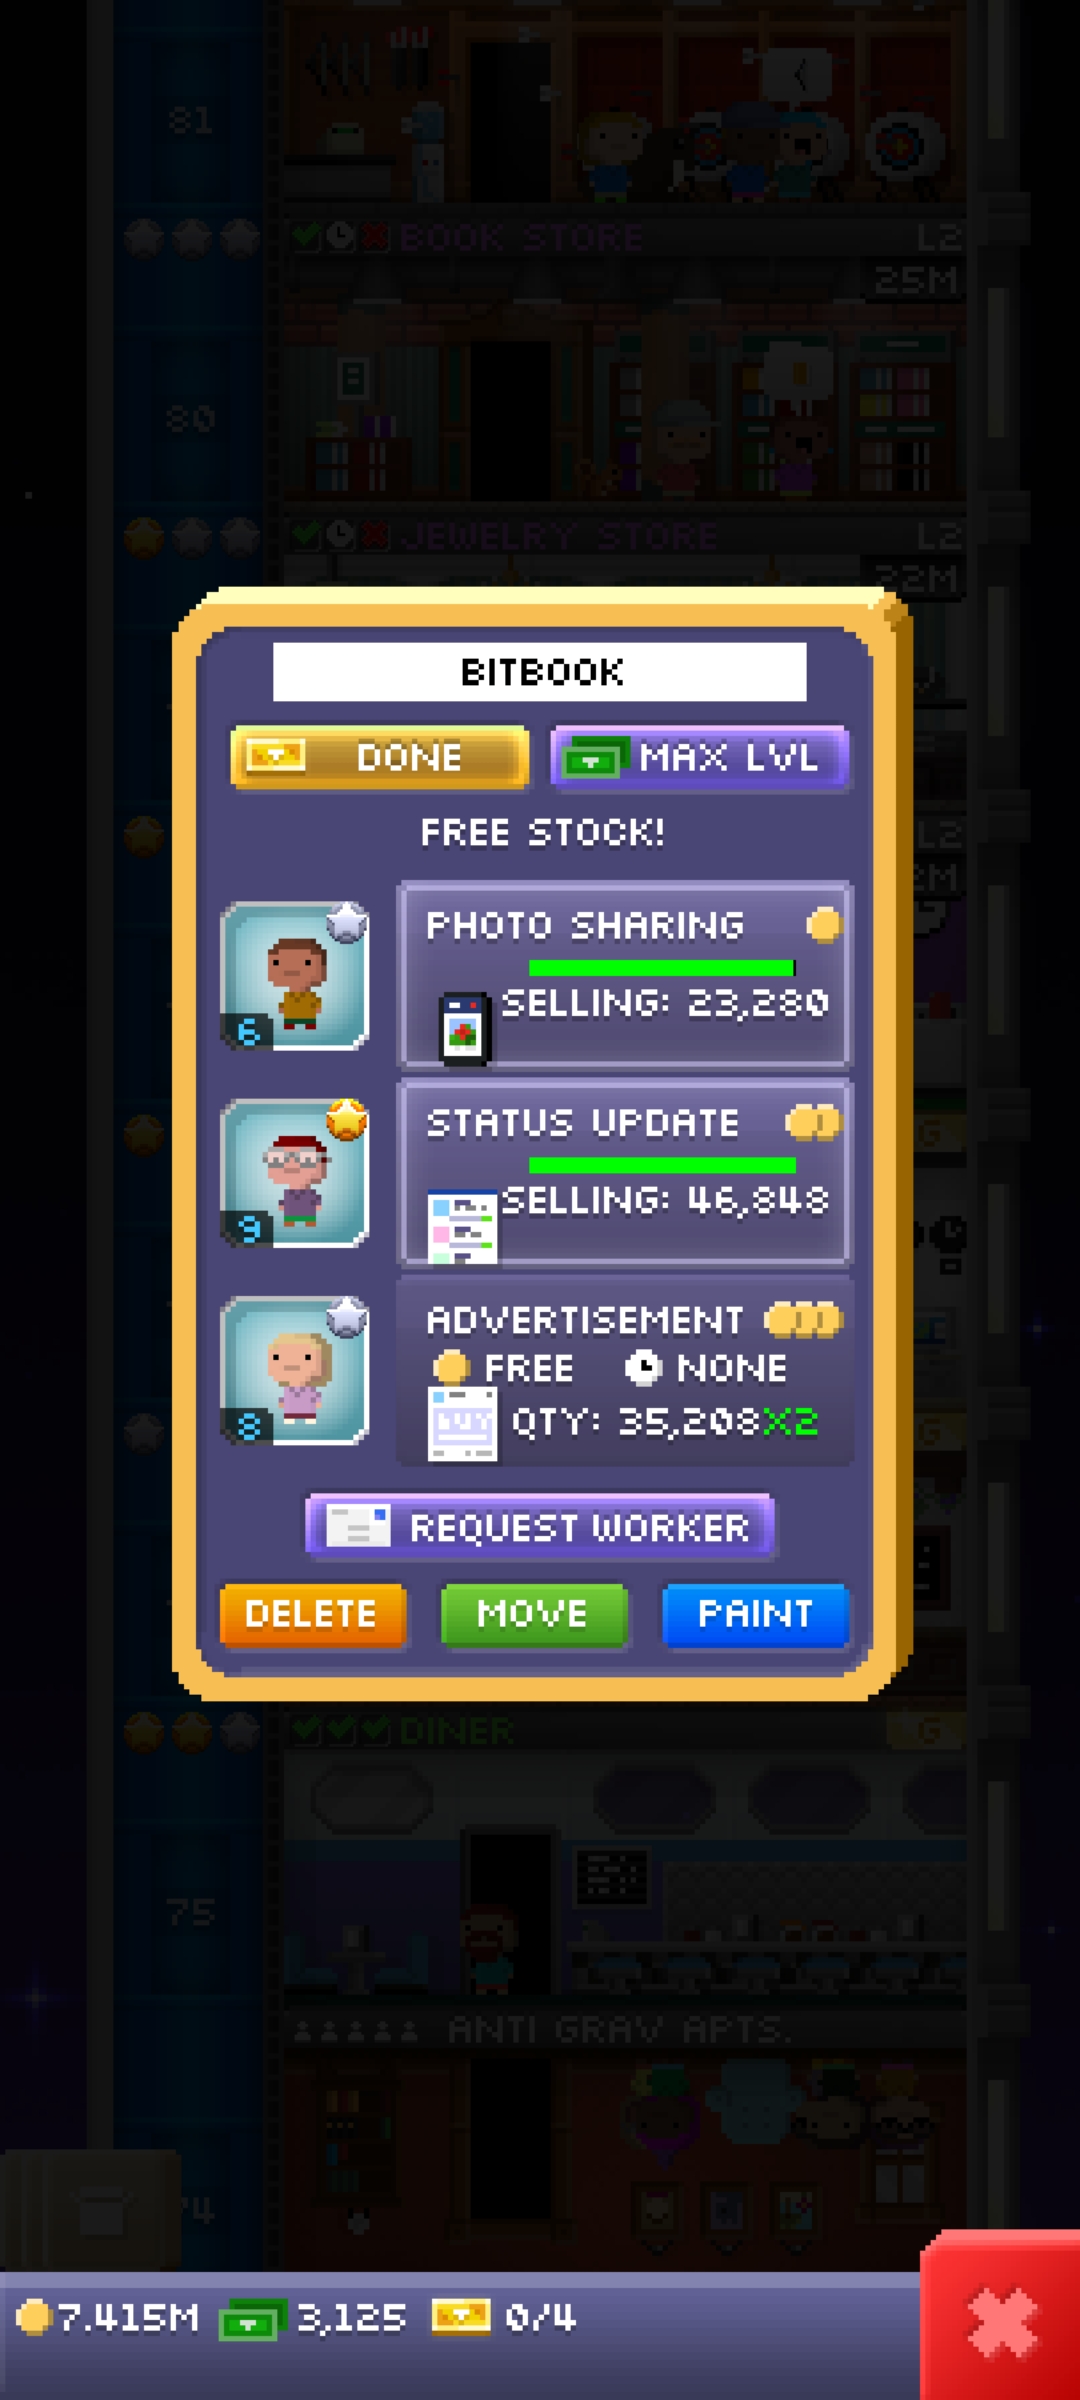 81
BOOK STORE L2
25M
80
JEWELRY STORE L2
32M
BITBOOK
DONE MAX LVL
FREE STOCK!
L2
PHOTO SHARING
SELLING: 23,280
6
STATUS UPDATE
G
SELLING: 46,848
9
ADVERTISEMENT
FREE NONE
QTY: 35,208X2
8
G
REQUEST WORKER
DELETE MOVE PAINT
DINER G
75
ANTI GRAV APTS.
7.415M 3,125 0/4